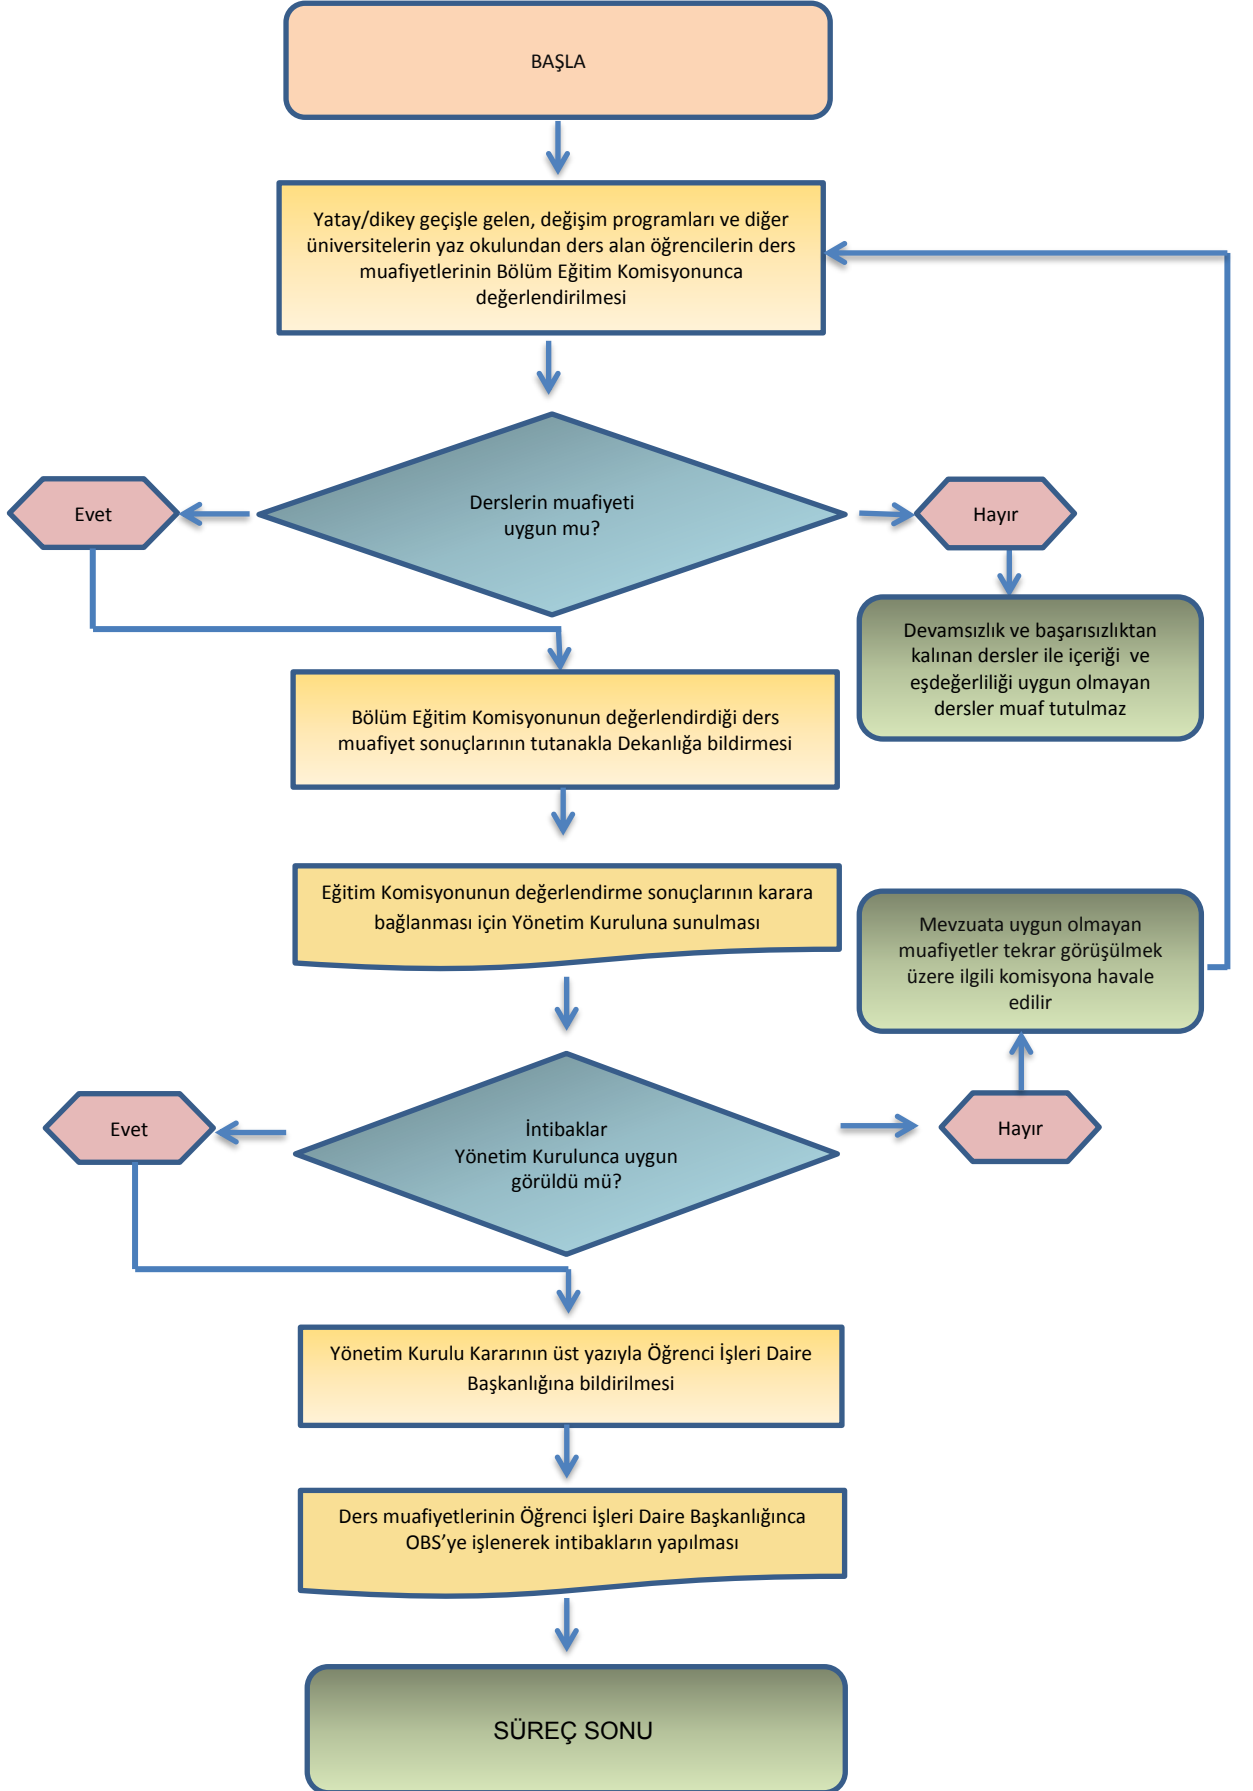 BAŞLA
Yatay/dikey geçişle gelen, değişim programları ve diğer
üniversitelerin yaz okulundan ders alan öğrencilerin ders
muafiyetlerinin Bölüm Eğitim Komisyonunca
değerlendirilmesi
Derslerin muafiyeti
uygun mu?
Evet
Hayır
Devamsızlık ve başarısızlıktan
kalınan dersler ile içeriği ve
eşdeğerliliği uygun olmayan
dersler muaf tutulmaz
Bölüm Eğitim Komisyonunun değerlendirdiği ders
muafiyet sonuçlarının tutanakla Dekanlığa bildirmesi
Eğitim Komisyonunun değerlendirme sonuçlarının karara
bağlanması için Yönetim Kuruluna sunulması
Mevzuata uygun olmayan
muafiyetler tekrar görüşülmek
üzere ilgili komisyona havale
edilir
İntibaklar
Yönetim Kurulunca uygun
görüldü mü?
Evet
Hayır
Yönetim Kurulu Kararının üst yazıyla Öğrenci İşleri Daire
Başkanlığına bildirilmesi
Ders muafiyetlerinin Öğrenci İşleri Daire Başkanlığınca
OBS’ye işlenerek intibakların yapılması
SÜREÇ SONU